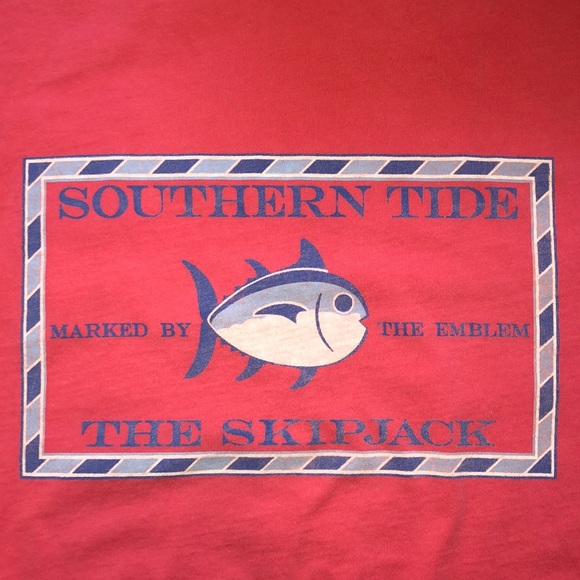 SOUTHERN TIDE
MARKED BY THE EMBLEM
THE SKIPJACK